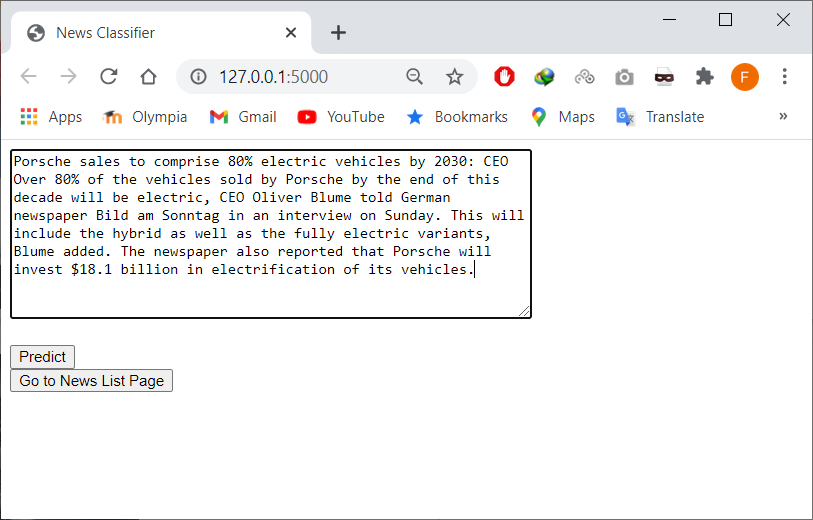 News Classifier
127.0.0.1:5000
F
Apps Olympia Gmail YouTube Bookmarks Maps Translate »
Porsche sales to comprise 80% electric vehicles by 2030: CEO
Over 80% of the vehicles sold by Porsche by the end of this
decade will be electric, CEO Oliver Blume told German
newspaper Bild am Sonntag in an interview on Sunday. This will
include the hybrid as well as the fully electric variants,
Blume added. The newspaper also reported that Porsche will
invest $18.1 billion in electrification of its vehicles.
Predict
Go to News List Page